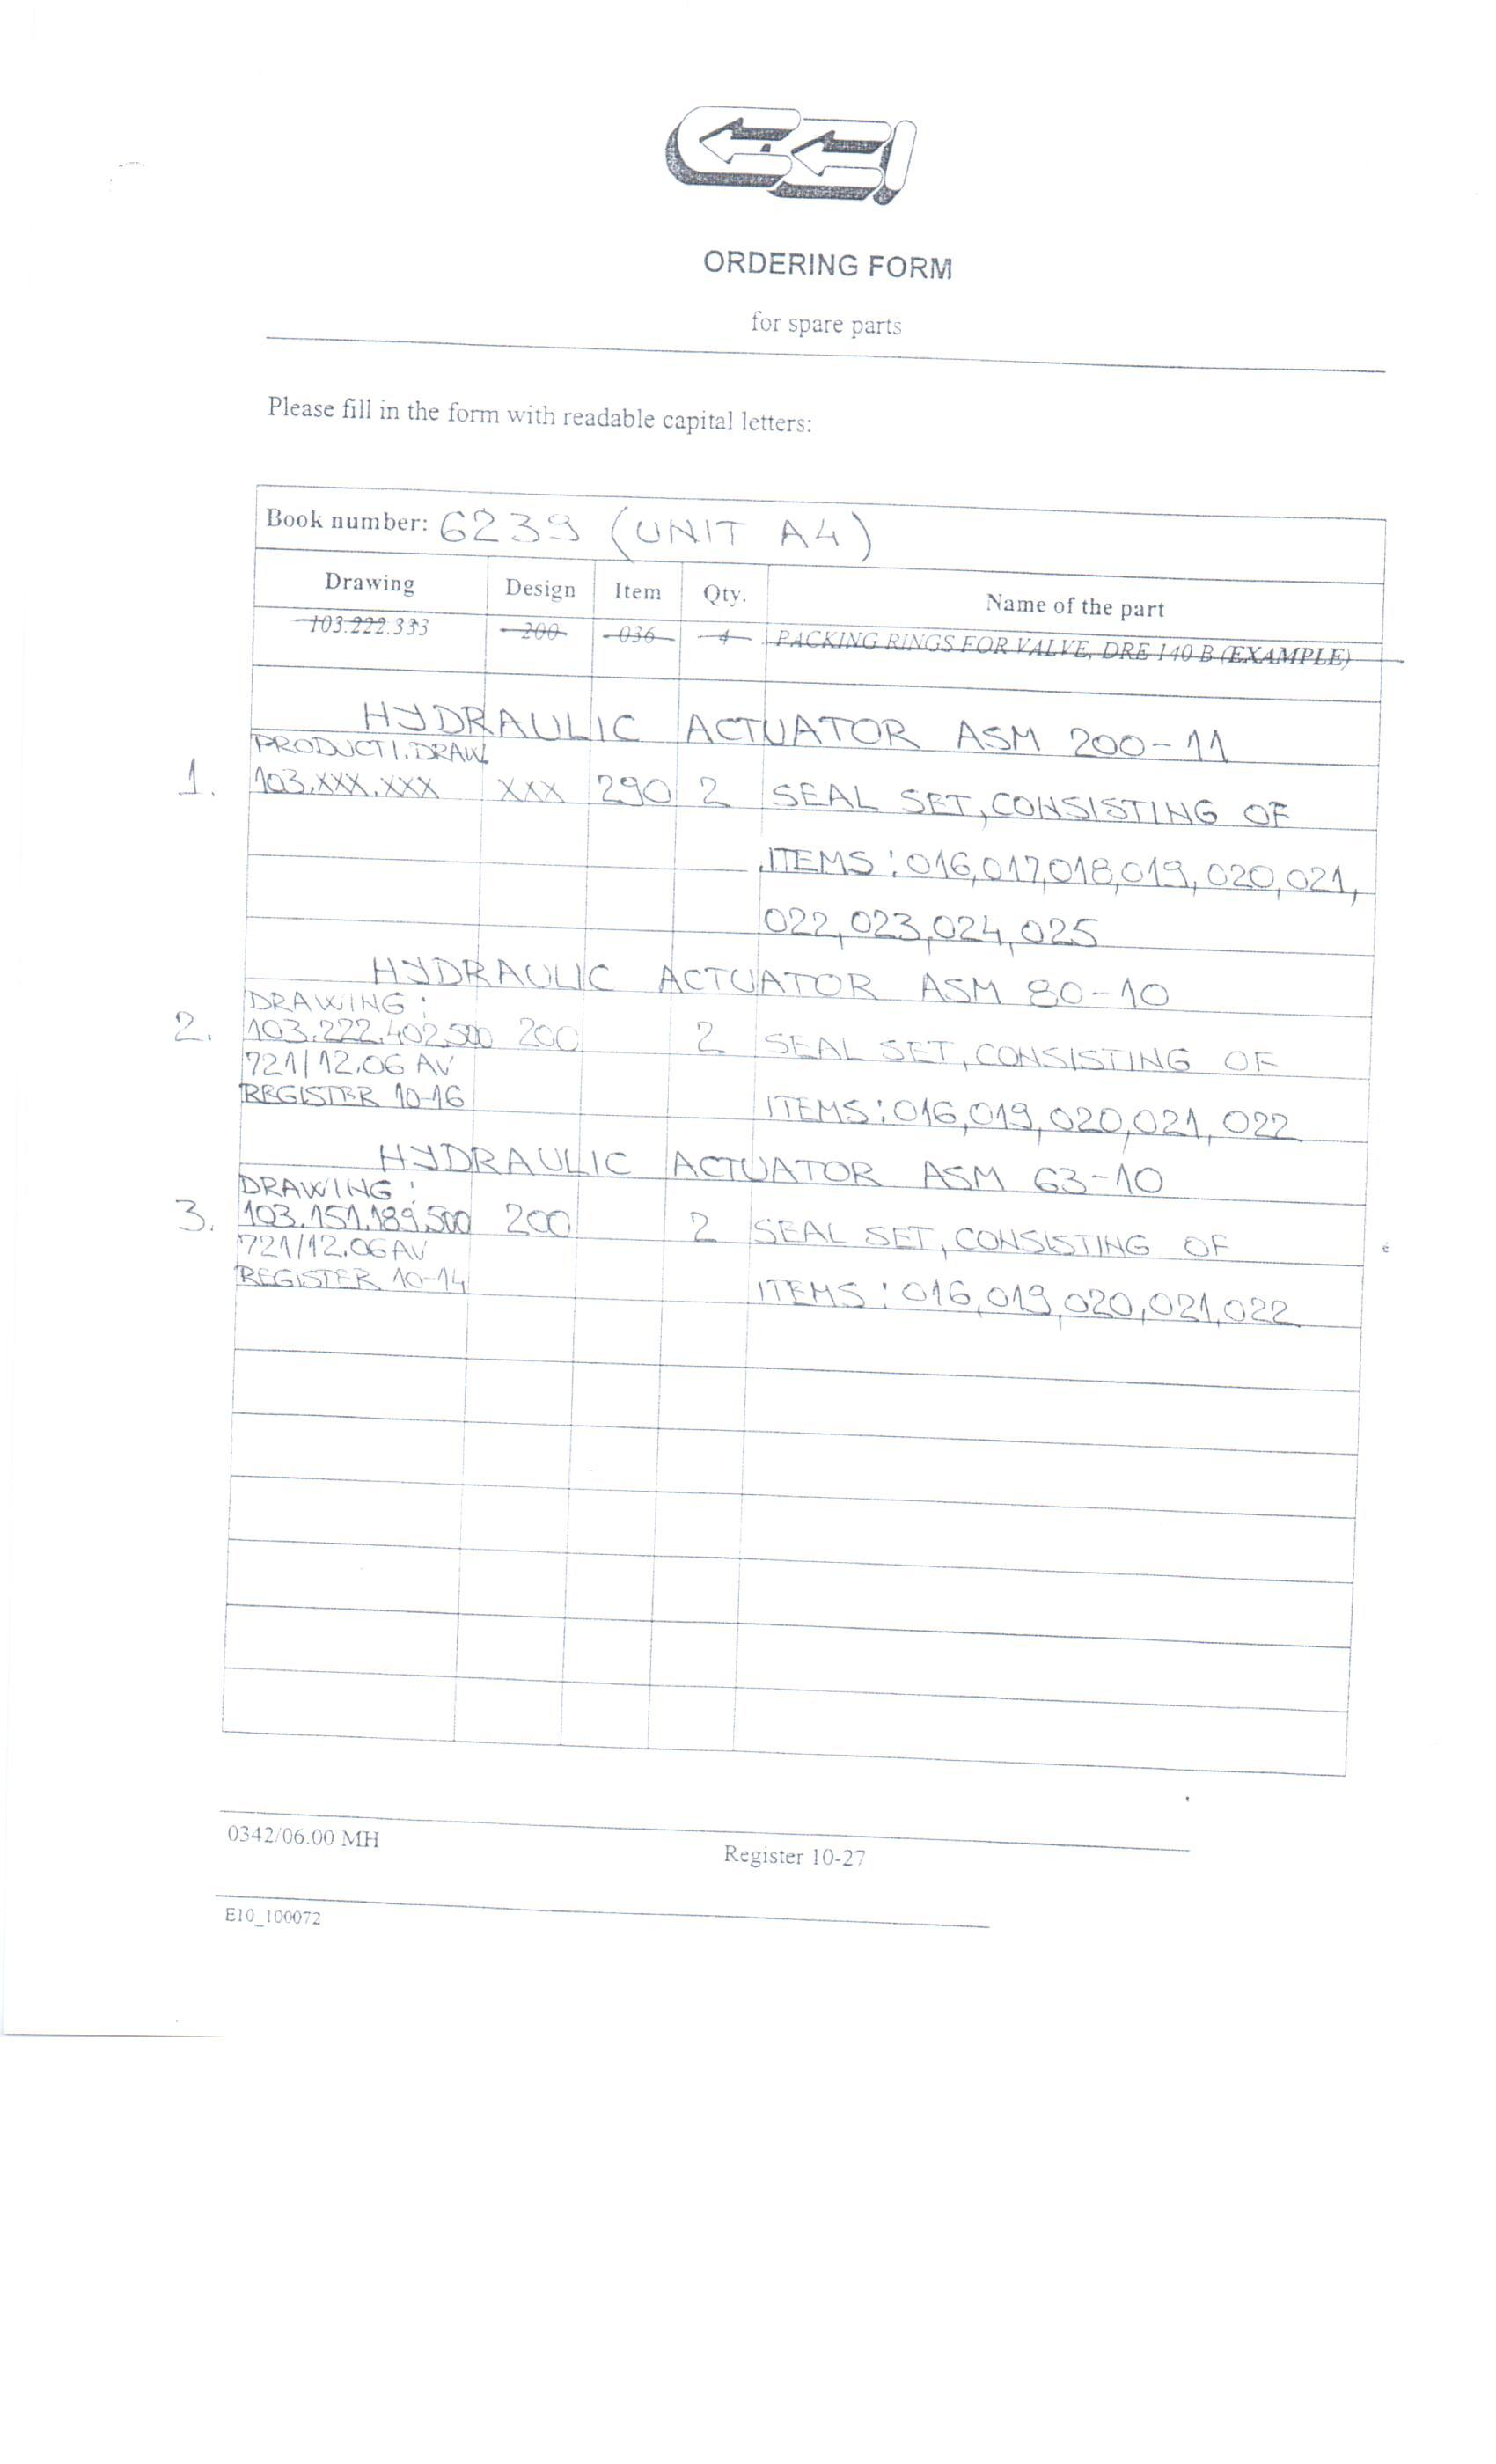 CCI
ORDERING FORM
for spare parts
Please fill in the form with readable capital letters:
Book number: 6239 (UNIT A4)
Drawing Design Item Qty. Name of the part
103.222.333 200 036 4 PACKING RINGS FOR VALVE, DRE 140 B (EXAMPLE)
HYDRAULIC ACTUATOR ASM 200-11
PRODUCTI.DRAW.
1. 103.XXX.XXX XXX 290 2 SEAL SET, CONSISTING OF
ITEMS: 016,017,018,019,020,021,
022,023,024,025
HYDRAULIC ACTUATOR ASM 80-10
DRAWING:
2. 103.222.402.500 200 2 SEAL SET, CONSISTING OF
721/12.06 AV
REGISTER 10-16 ITEMS: 016,019,020,021,022
HYDRAULIC ACTUATOR ASM 63-10
DRAWING:
3. 103.151.189.500 200 2 SEAL SET, CONSISTING OF
721/12.06 AV
REGISTER 10-14 ITEMS: 016,019,020,021,022
0342/06.00 MH Register 10-27
E10_100072